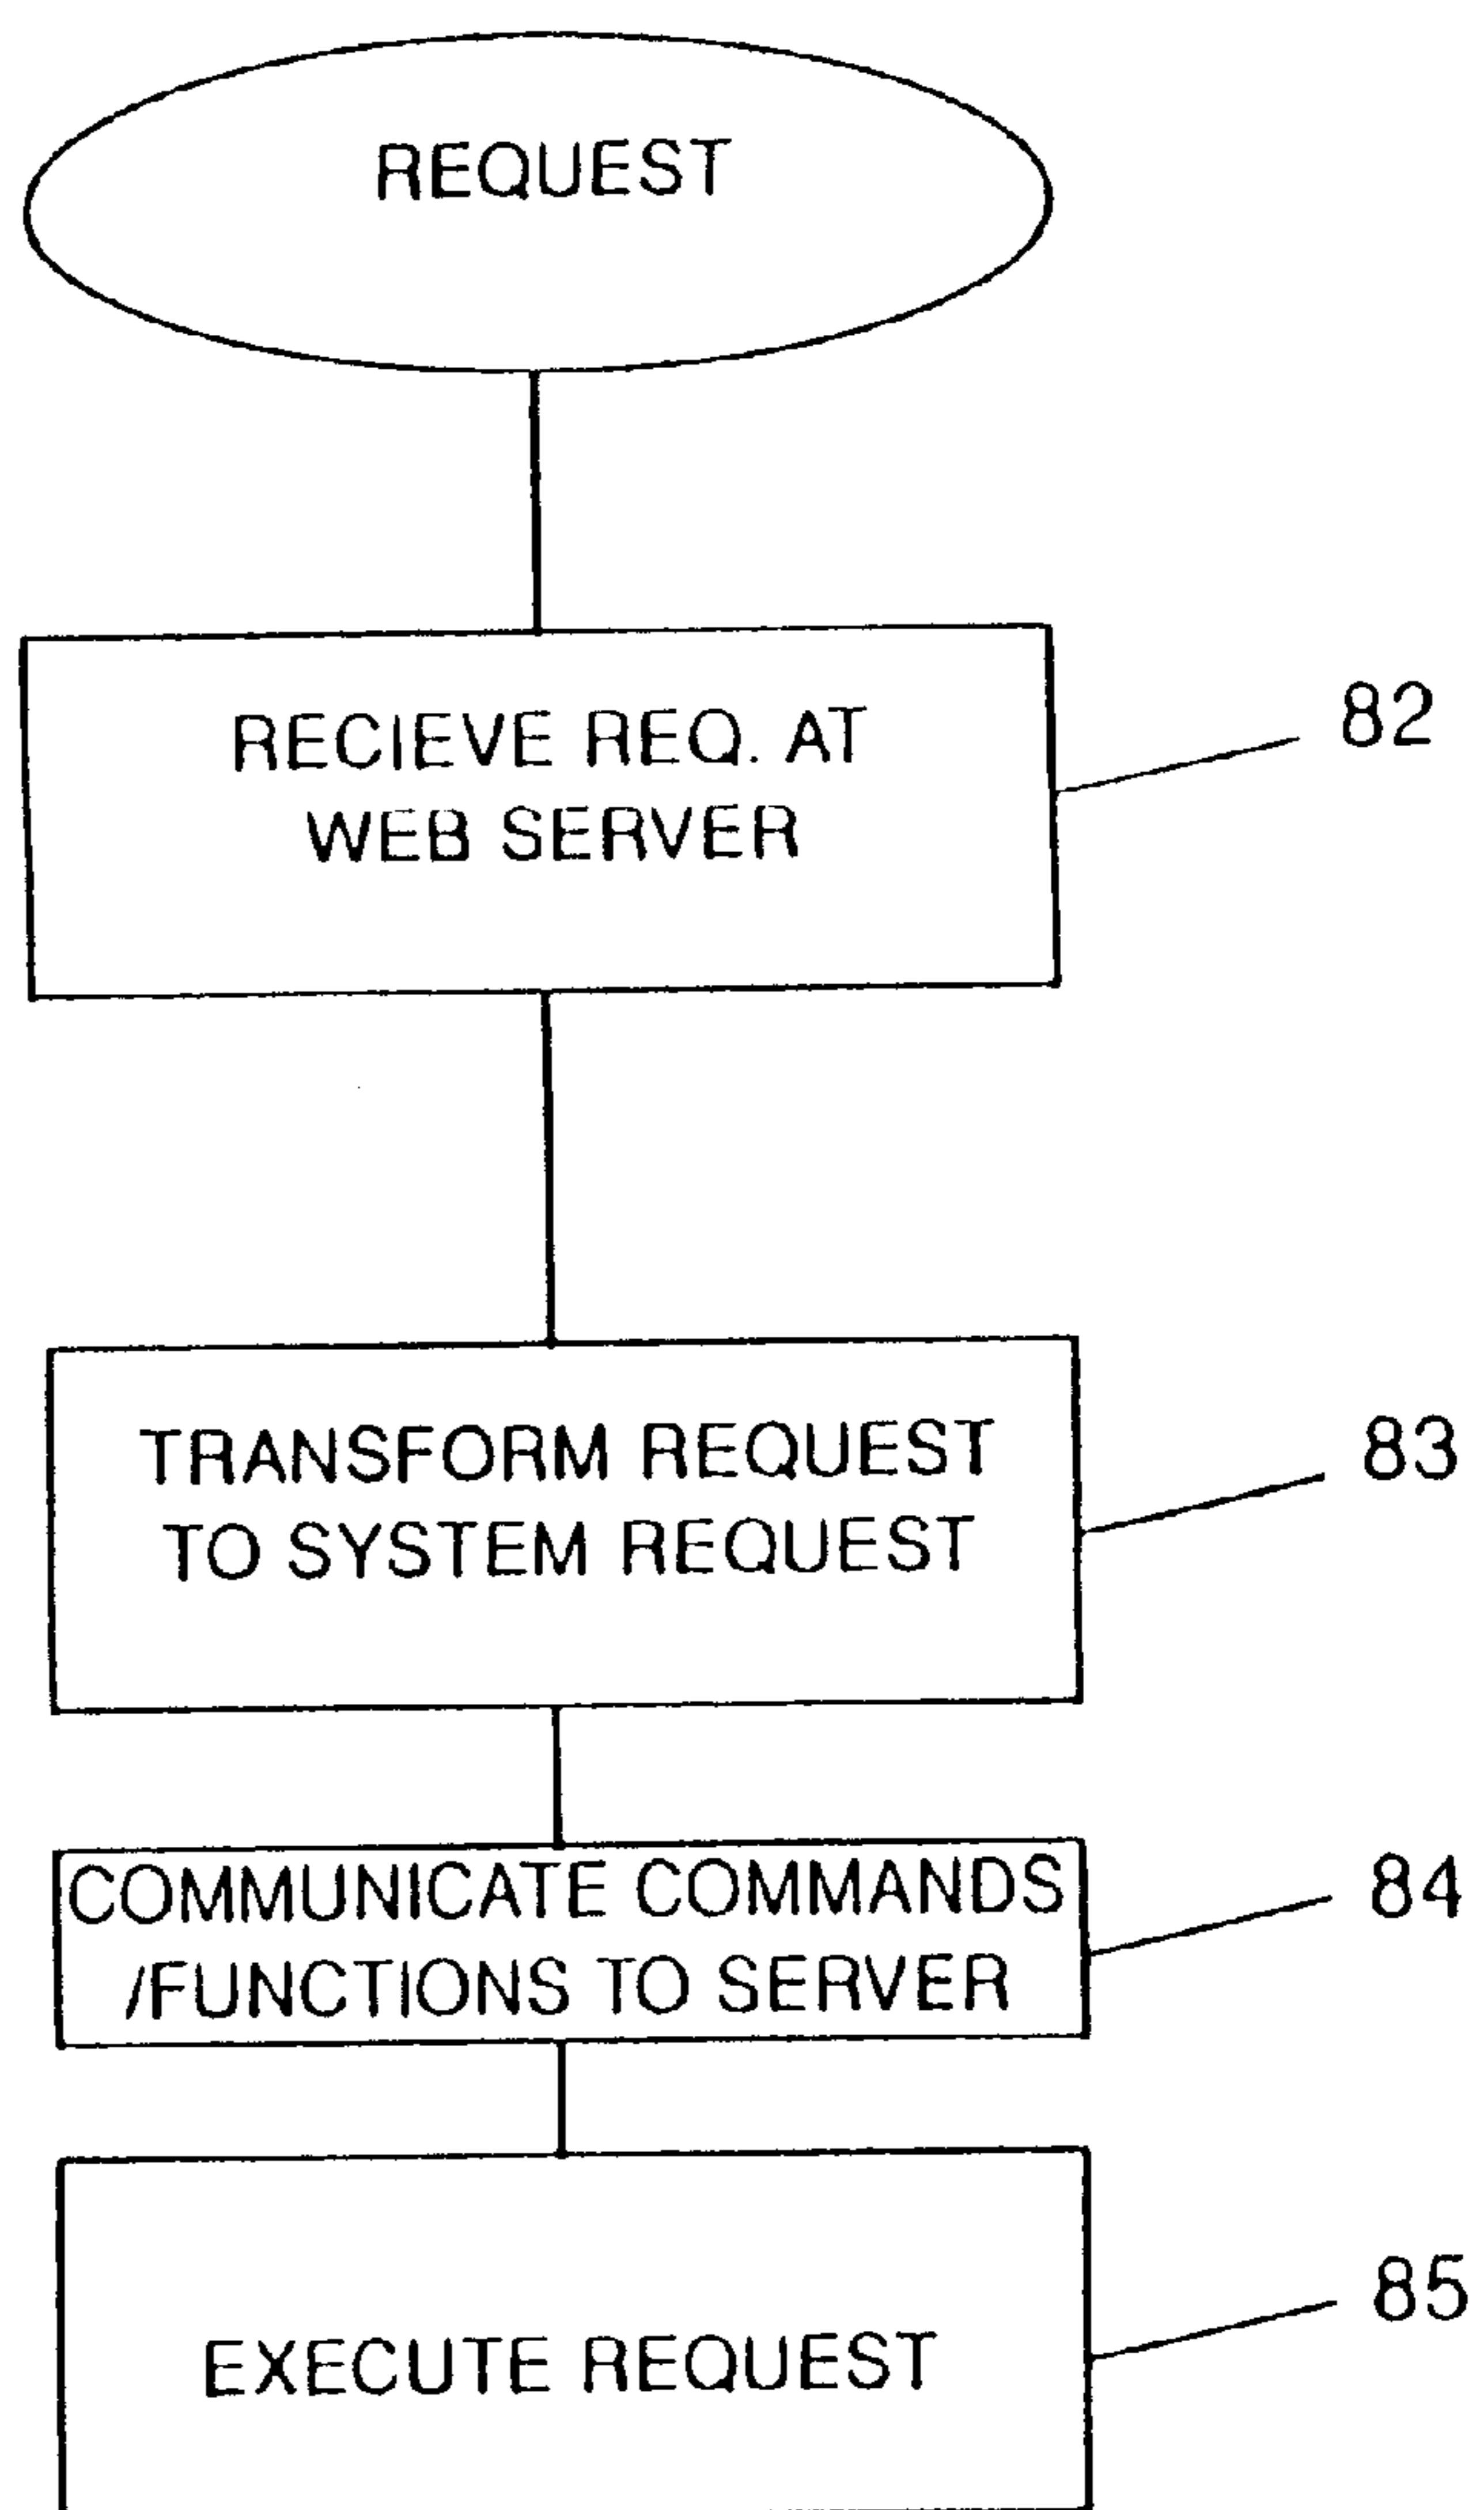 REQUEST
RECIEVE REQ. AT
WEB SERVER
82
TRANSFORM REQUEST
TO SYSTEM REQUEST
83
COMMUNICATE COMMANDS
/FUNCTIONS TO SERVER
84
EXECUTE REQUEST
85